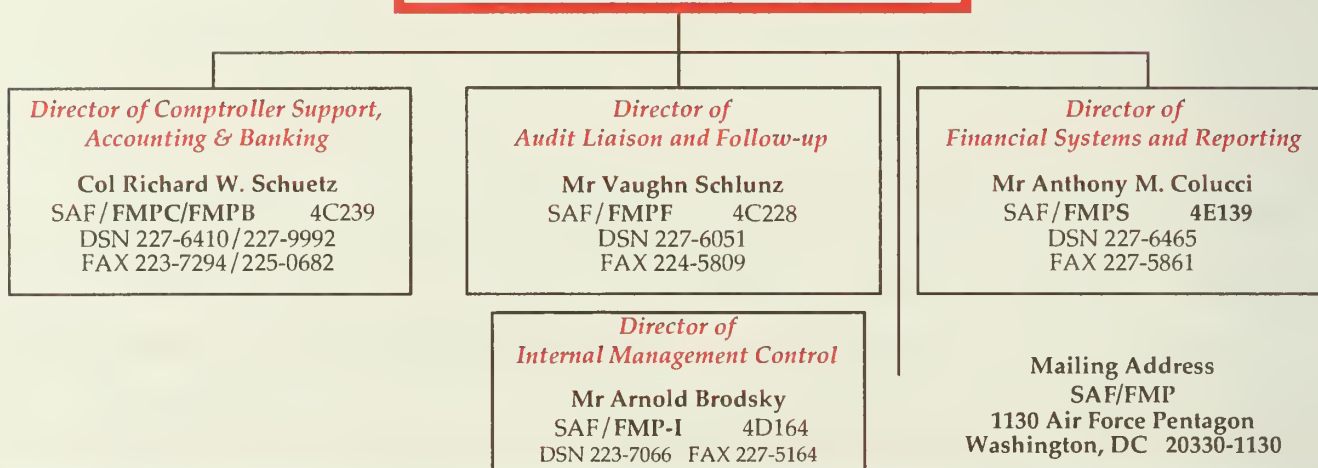 Director of Comptroller Support,
Accounting & Banking
Col Richard W. Schuetz
SAF/FMPC/FMPB 4C239
DSN 227-6410/227-9992
FAX 223-7294/225-0682
Director of
Audit Liaison and Follow-up
Mr Vaughn Schlunz
SAF/FMPF 4C228
DSN 227-6051
FAX 224-5809
Director of
Financial Systems and Reporting
Mr Anthony M. Colucci
SAF/FMPS 4E139
DSN 227-6465
FAX 227-5861
Director of
Internal Management Control
Mr Arnold Brodsky
SAF/FMP-I 4D164
DSN 223-7066 FAX 227-5164
Mailing Address
SAF/FMP
1130 Air Force Pentagon
Washington, DC 20330-1130